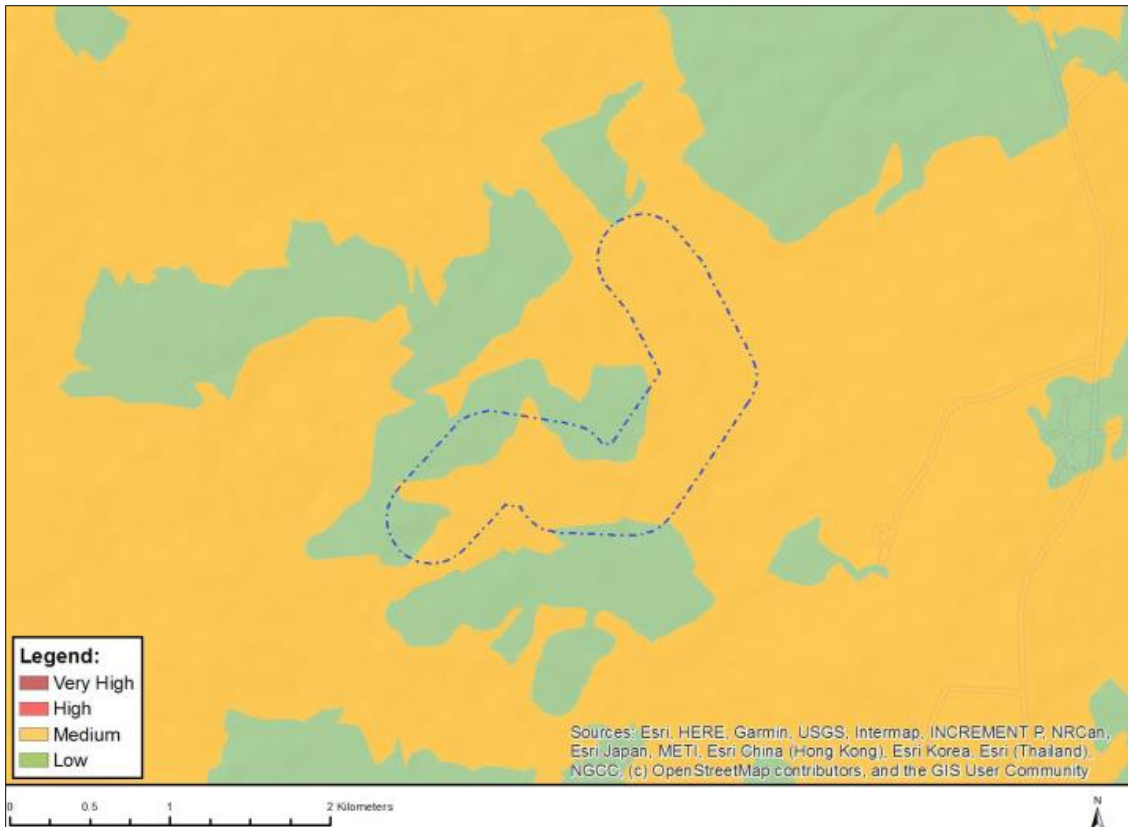 Legend:
Very High
High
Medium
Low
Sources: Esri, HERE, Garmin, USGS, Intermap, INCREMENT P, NRCan,
Esri Japan, METI, Esri China (Hong Kong), Esri Korea, Esri (Thailand),
NGCC, (c) OpenStreetMap contributors, and the GIS User Community
0 0.5 1 2 Kilometers
N